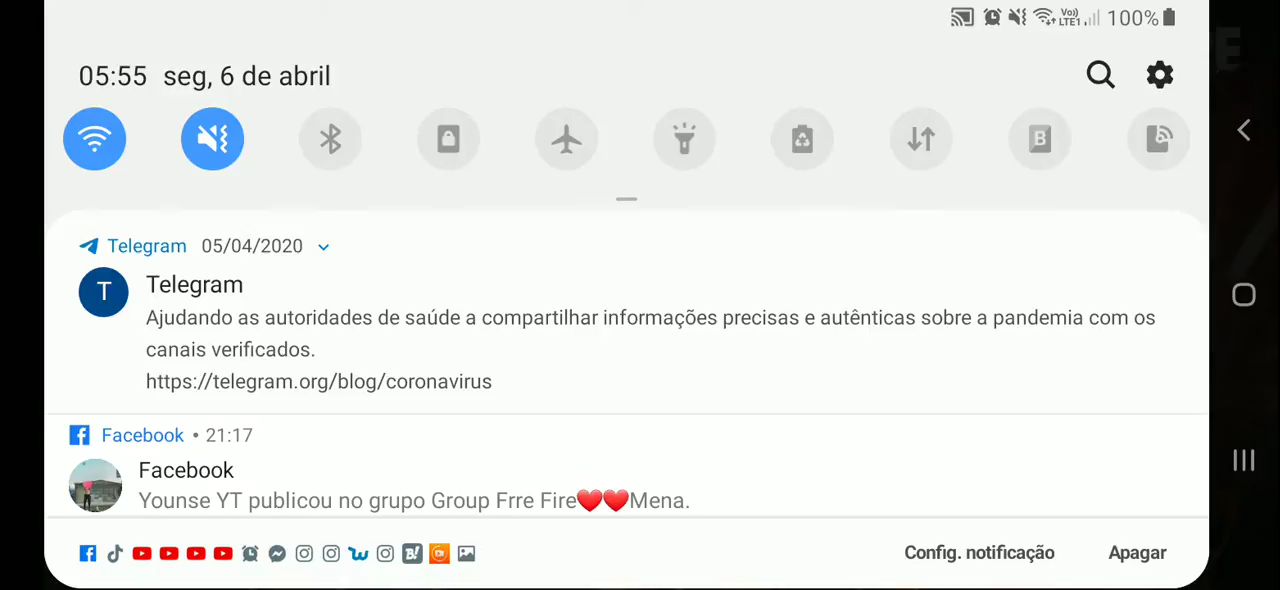 Vo)) LTE1 100%
05:55 seg, 6 de abril
Telegram 05/04/2020
T
Telegram
Ajudando as autoridades de saúde a compartilhar informações precisas e autênticas sobre a pandemia com os
canais verificados.
https://telegram.org/blog/coronavirus
Facebook • 21:17
Facebook
Younse YT publicou no grupo Group Frre Fire❤️❤️Mena.
Config. notificação Apagar